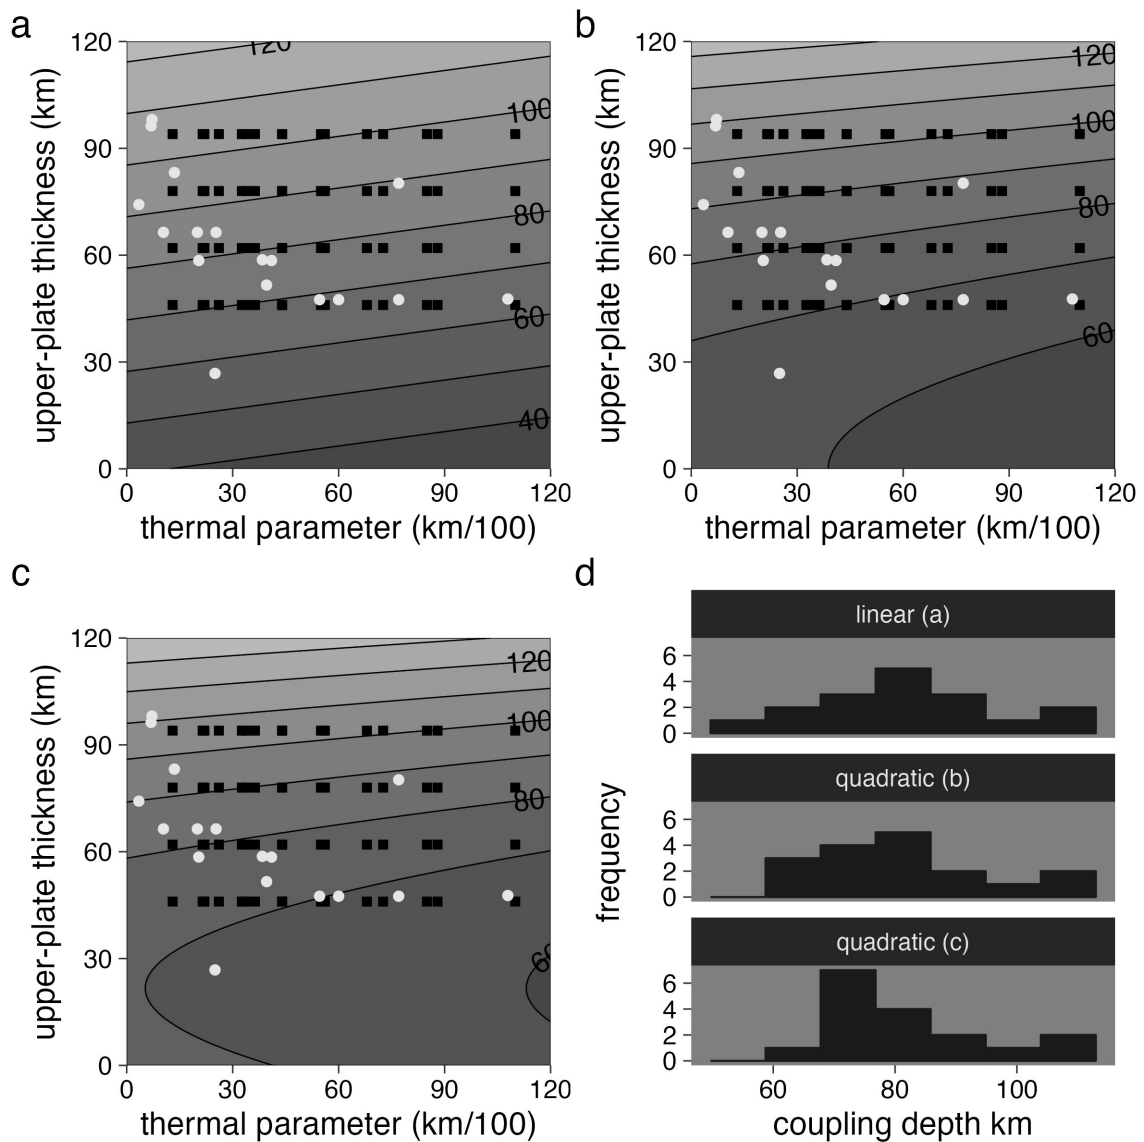 a
120
90
60
30
0
upper-plate thickness (km)
120
100
80
60
40
0 30 60 90 120
thermal parameter (km/100)
b
120
90
60
30
0
upper-plate thickness (km)
120
100
80
60
0 30 60 90 120
thermal parameter (km/100)
c
120
90
60
30
0
upper-plate thickness (km)
120
100
80
60
0 30 60 90 120
thermal parameter (km/100)
d
frequency
linear (a)
6
4
2
0
quadratic (b)
6
4
2
0
quadratic (c)
6
4
2
0
60 80 100
coupling depth km